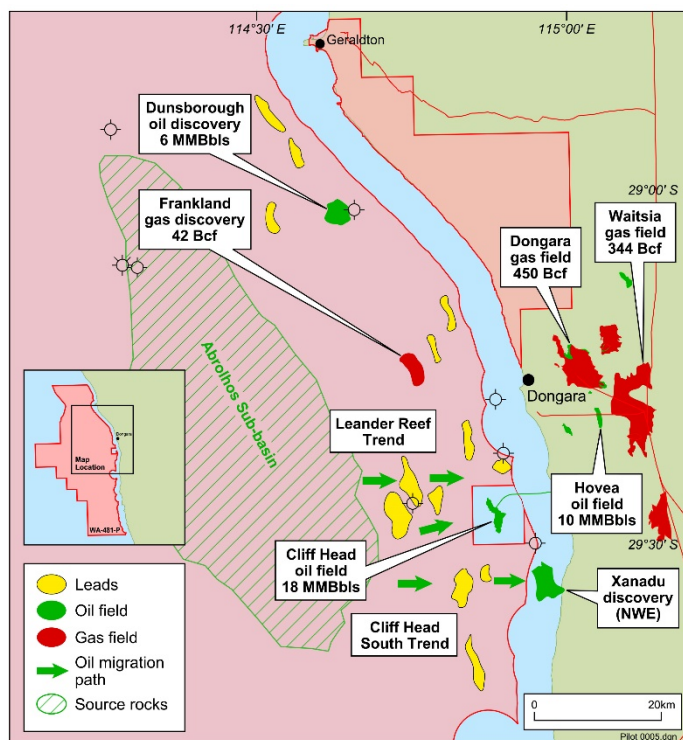 114°30' E
115°00' E
Geraldton
Dunsborough
oil discovery
6 MMBbls
Frankland
gas discovery
42 Bcf
29°00' S
Waitsia
gas field
344 Bcf
Dongara
gas field
450 Bcf
Abrolhos Sub-basin
Dongara
Leander Reef
Trend
Dongara
Map
Location
WA-481-P
Hovea
oil field
10 MMBbls
29°30' S
Cliff Head
oil field
18 MMBbls
Xanadu
discovery
(NWE)
Cliff Head
South Trend
Leads
Oil field
Gas field
Oil migration
path
Source rocks
0
20km
Pilot 0005.dgn